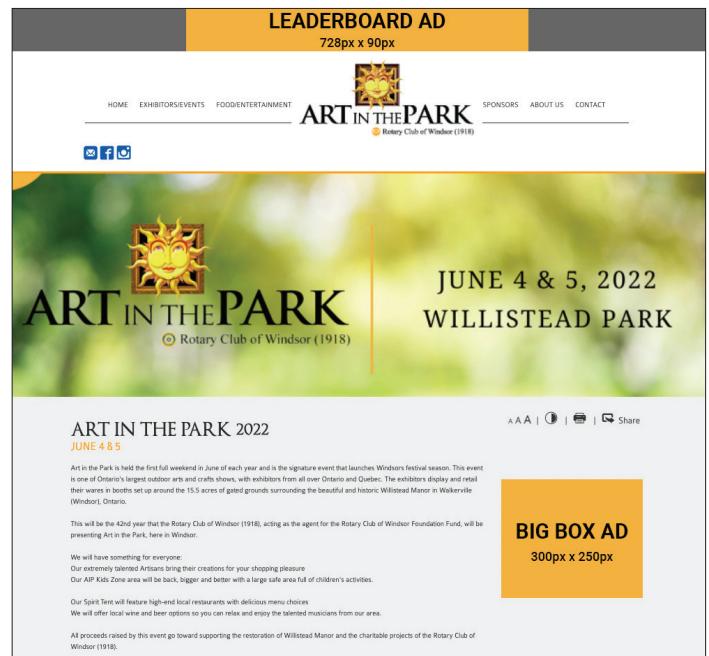 LEADERBOARD AD
728px x 90px
HOME EXHIBITORS/EVENTS FOOD/ENTERTAINMENT
ART IN THE PARK
Rotary Club of Windsor (1918)
SPONSORS ABOUT US CONTACT
ART IN THE PARK
Rotary Club of Windsor (1918)
JUNE 4 & 5, 2022
WILLISTEAD PARK
A A A | | | Share
ART IN THE PARK 2022
JUNE 4 & 5
Art in the Park is held the first full weekend in June of each year and is the signature event that launches Windsors festival season. This event
is one of Ontario's largest outdoor arts and crafts shows, with exhibitors from all over Ontario and Quebec. The exhibitors display and retail
their wares in booths set up around the 15.5 acres of gated grounds surrounding the beautiful and historic Willistead Manor in Walkerville
(Windsor), Ontario.
This will be the 42nd year that the Rotary Club of Windsor (1918), acting as the agent for the Rotary Club of Windsor Foundation Fund, will be
presenting Art in the Park, here in Windsor.
We will have something for everyone:
Our extremely talented Artisans bring their creations for your shopping pleasure
Our AIP Kids Zone area will be back, bigger and better with a large safe area full of children's activities.
Our Spirit Tent will feature high-end local restaurants with delicious menu choices
We will offer local wine and beer options so you can relax and enjoy the talented musicians from our area.
All proceeds raised by this event go toward supporting the restoration of Willistead Manor and the charitable projects of the Rotary Club of
Windsor (1918).
BIG BOX AD
300px x 250px